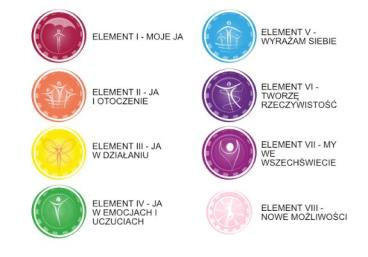 ELEMENT I - MOJE JA
ELEMENT II - JA
I OTOCZENIE
ELEMENT III - JA
W DZIAŁANIU
ELEMENT IV - JA
W EMOCJACH I
UCZUCIACH
ELEMENT V -
WYRAŻAM SIEBIE
ELEMENT VI -
TWORZĘ
RZECZYWISTOŚĆ
ELEMENT VII - MY
WE
WSZECHŚWIECIE
ELEMENT VIII -
NOWE MOŻLIWOŚCI